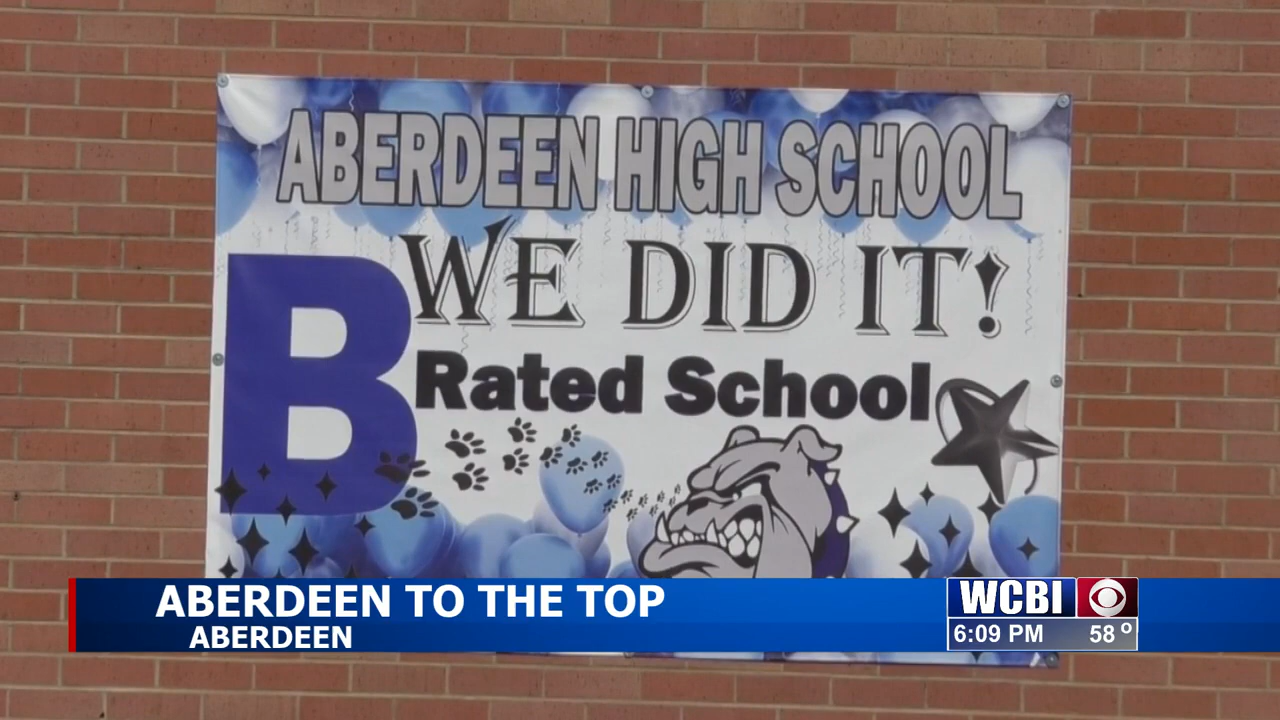 ABERDEEN HIGH SCHOOL
WE DID IT!
B
Rated School
ABERDEEN TO THE TOP
ABERDEEN
WCBI
6:09 PM 58°